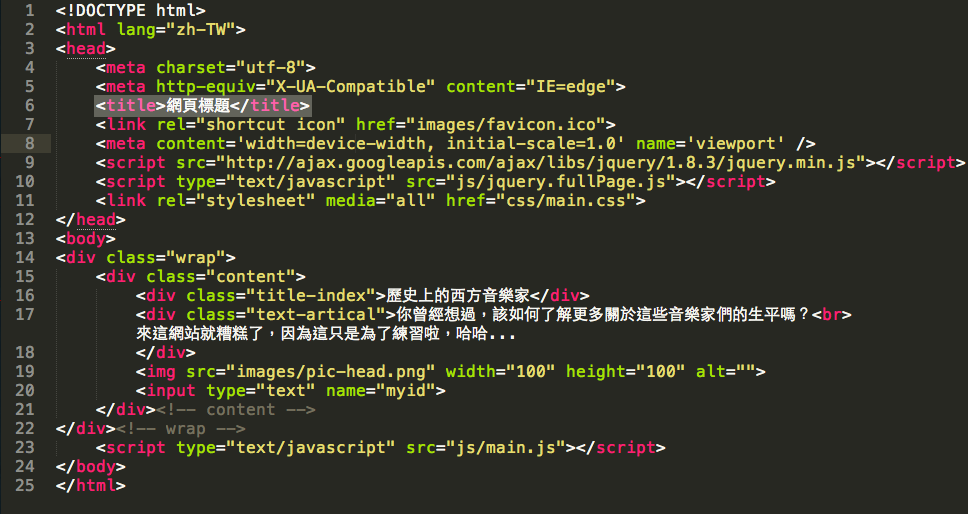 1 <!DOCTYPE html>
2 <html lang="zh-TW">
3 <head>
4 <meta charset="utf-8">
5 <meta http-equiv="X-UA-Compatible" content="IE=edge">
6 <title>網頁標題</title>
7 <link rel="shortcut icon" href="images/favicon.ico">
8 <meta content='width=device-width, initial-scale=1.0' name='viewport' />
9 <script src="http://ajax.googleapis.com/ajax/libs/jquery/1.8.3/jquery.min.js"></script>
10 <script type="text/javascript" src="js/jquery.fullPage.js"></script>
11 <link rel="stylesheet" media="all" href="css/main.css">
12 </head>
13 <body>
14 <div class="wrap">
15 <div class="content">
16 <div class="title-index">歷史上的西方音樂家</div>
17 <div class="text-artical">你曾經想過，該如何了解更多關於這些音樂家們的生平嗎？<br>
來這網站就糟糕了，因為這只是為了練習啦，哈哈...
18 </div>
19 <img src="images/pic-head.png" width="100" height="100" alt="">
20 <input type="text" name="myid">
21 </div><!-- content -->
22 </div><!-- wrap -->
23 <script type="text/javascript" src="js/main.js"></script>
24 </body>
25 </html>